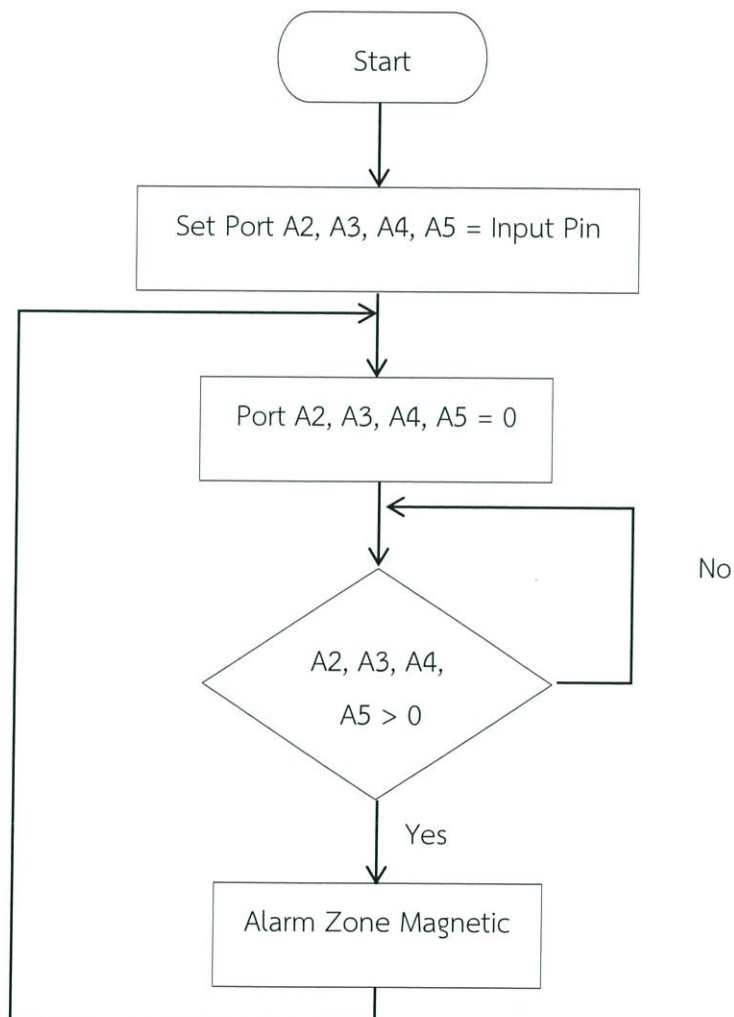 Start
Set Port A2, A3, A4, A5 = Input Pin
Port A2, A3, A4, A5 = 0
No
A2, A3, A4,
A5 > 0
Yes
Alarm Zone Magnetic